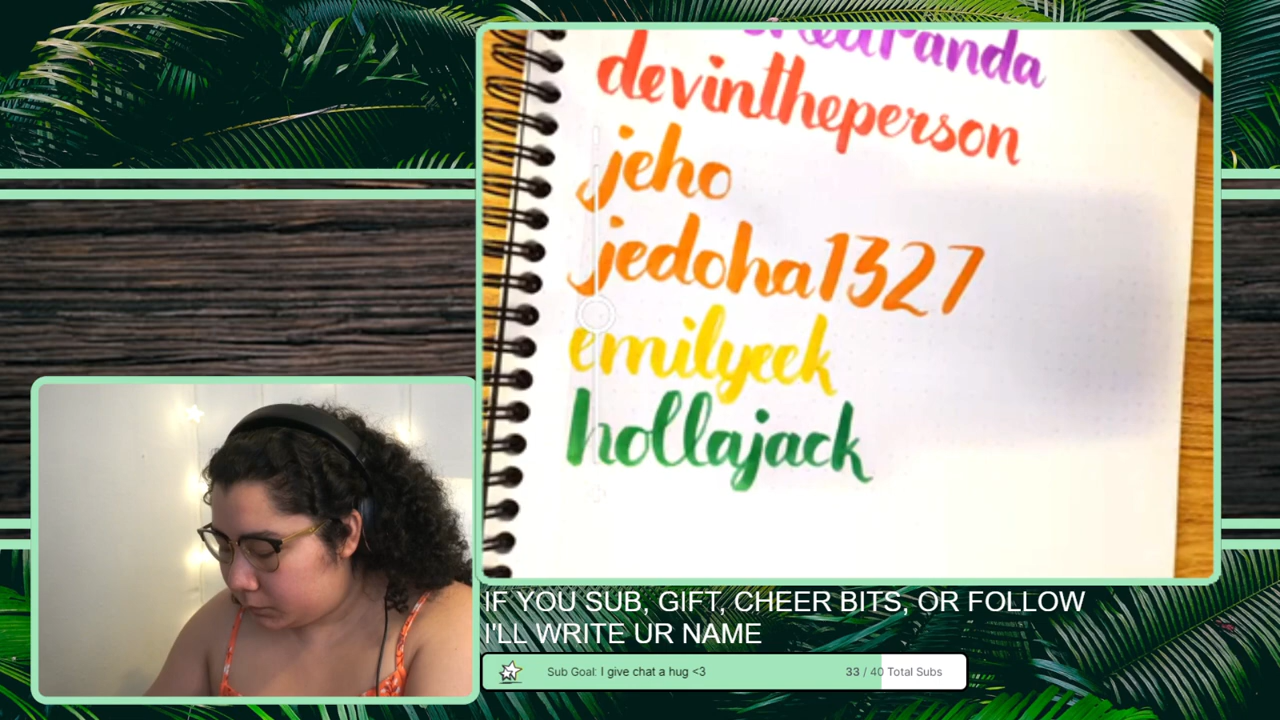 devintheperson
jeho
jedoha1327
emilyeek
hollajack
IF YOU SUB, GIFT, CHEER BITS, OR FOLLOW
I'LL WRITE UR NAME
Sub Goal: I give chat a hug <3 33 / 40 Total Subs